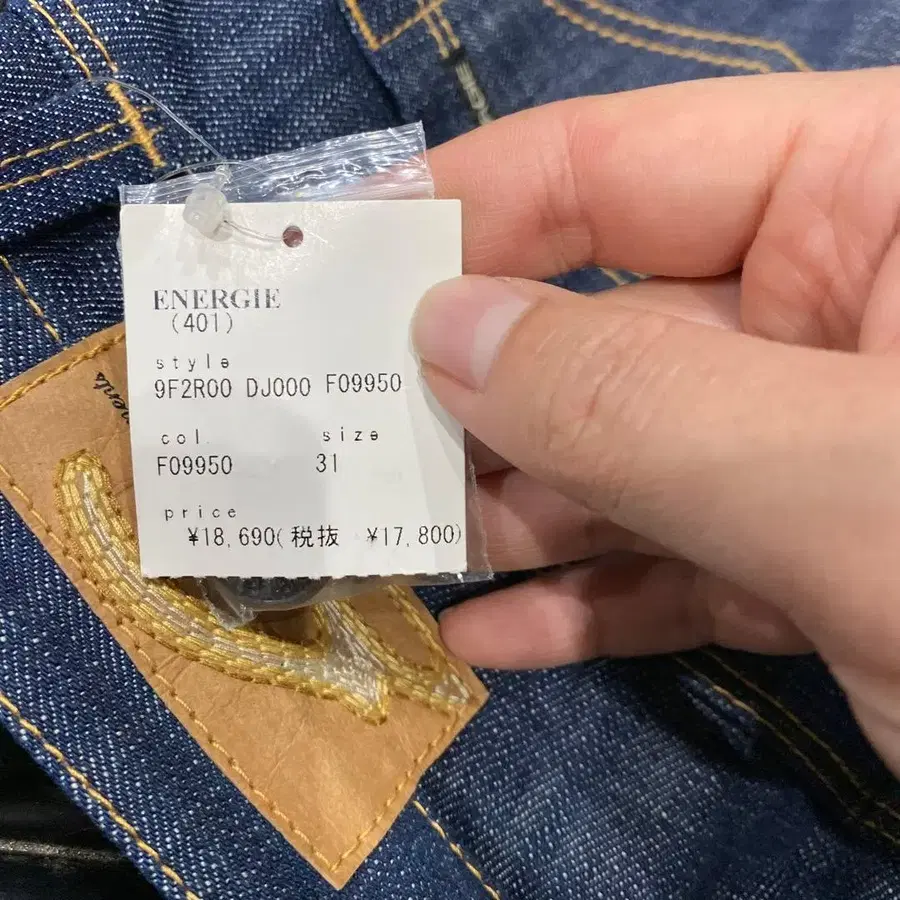 ENERGIE
(401)
style
9F2R00 DJ000 F09950
col. size
F09950 31
price
¥18,690(税抜 ¥17,800)